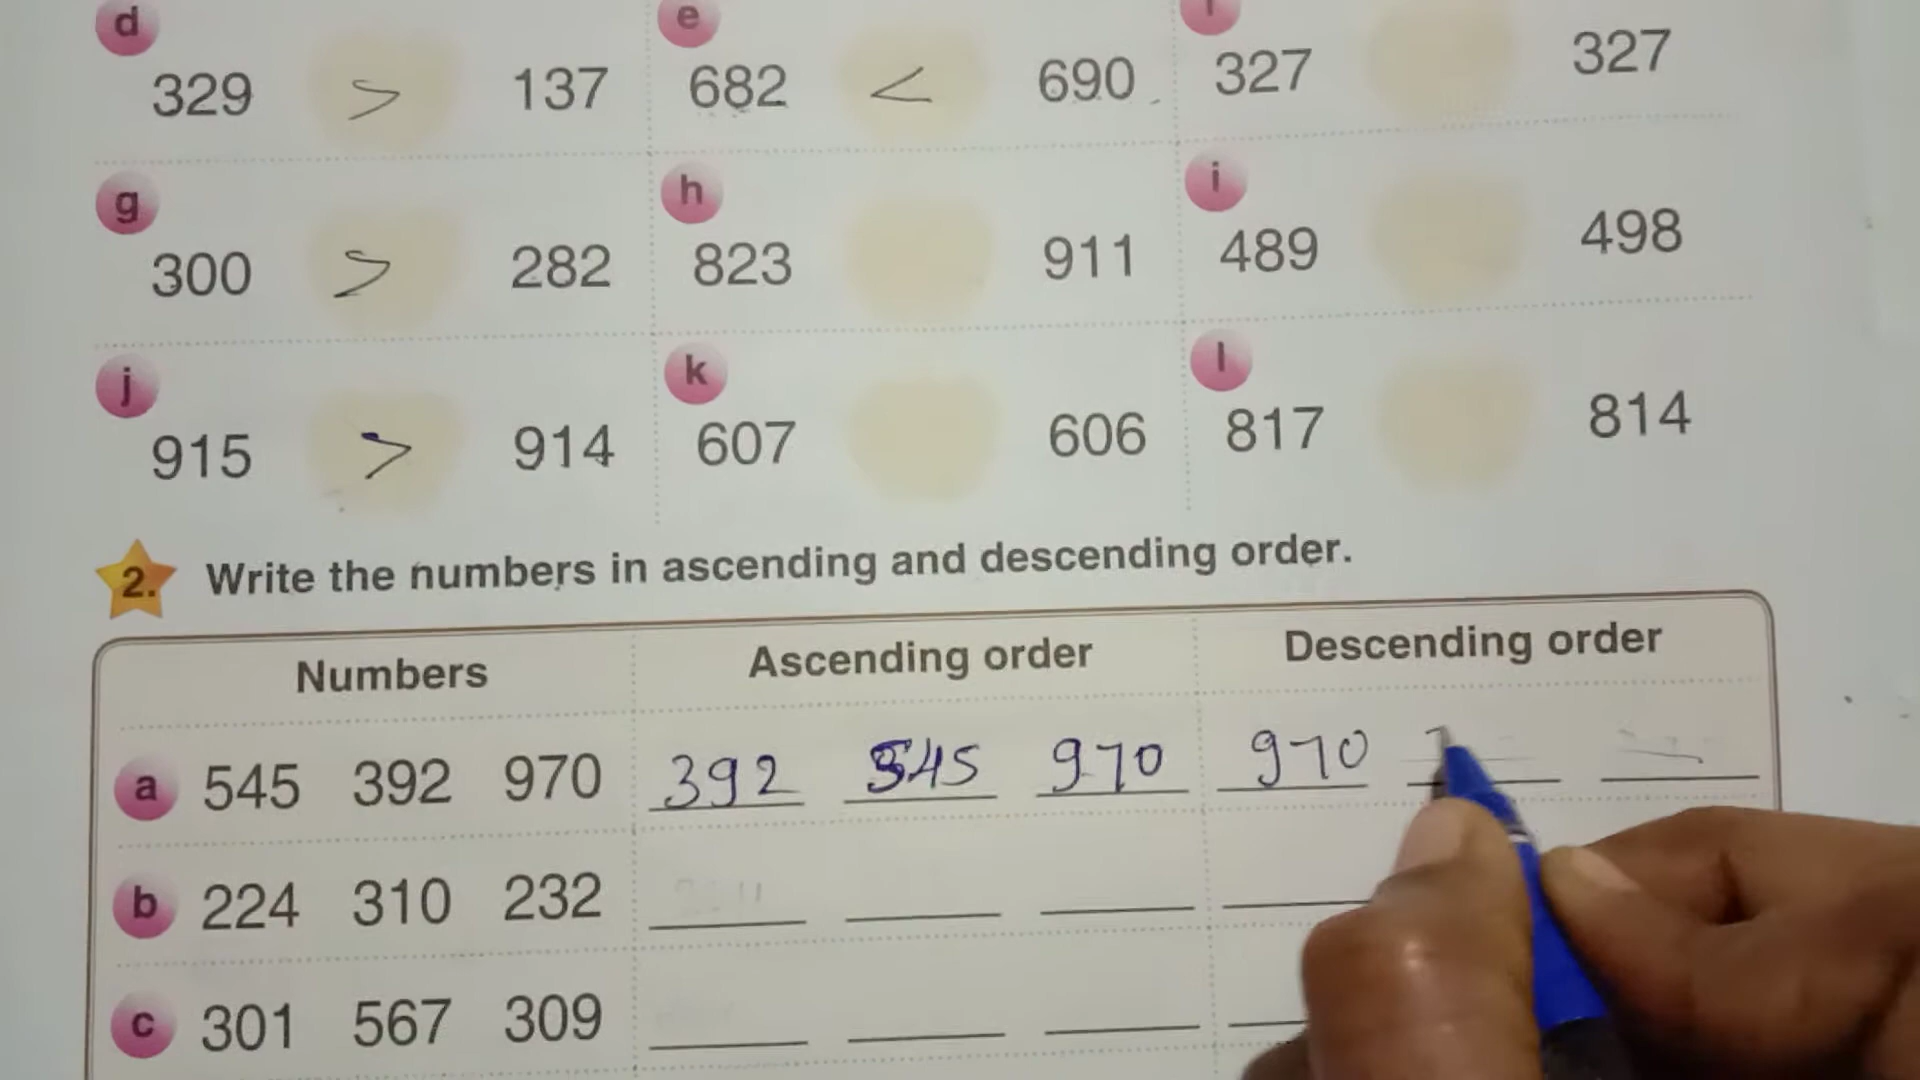 d e
329 > 137 682 < 690 327 327
g h i
300 > 282 823 911 489 498
j k l
915 > 914 607 606 817 814
2. Write the numbers in ascending and descending order.
Numbers Ascending order Descending order
a 545 392 970 392 545 970 970
b 224 310 232
c 301 567 309